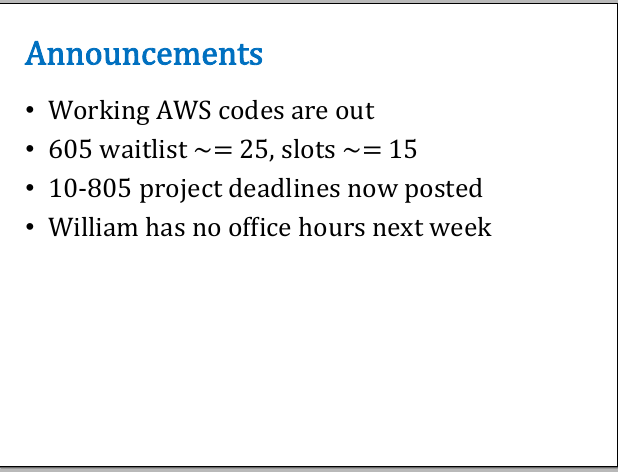 Announcements
• Working AWS codes are out
• 605 waitlist ~= 25, slots ~= 15
• 10-805 project deadlines now posted
• William has no office hours next week